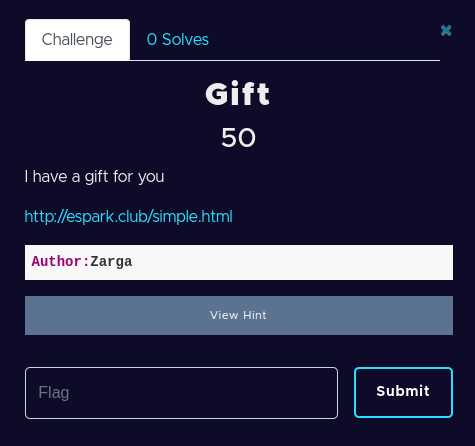 Challenge
0 Solves
✖
Gift
50
I have a gift for you
http://espark.club/simple.html
Author:Zarga
View Hint
Flag
Submit